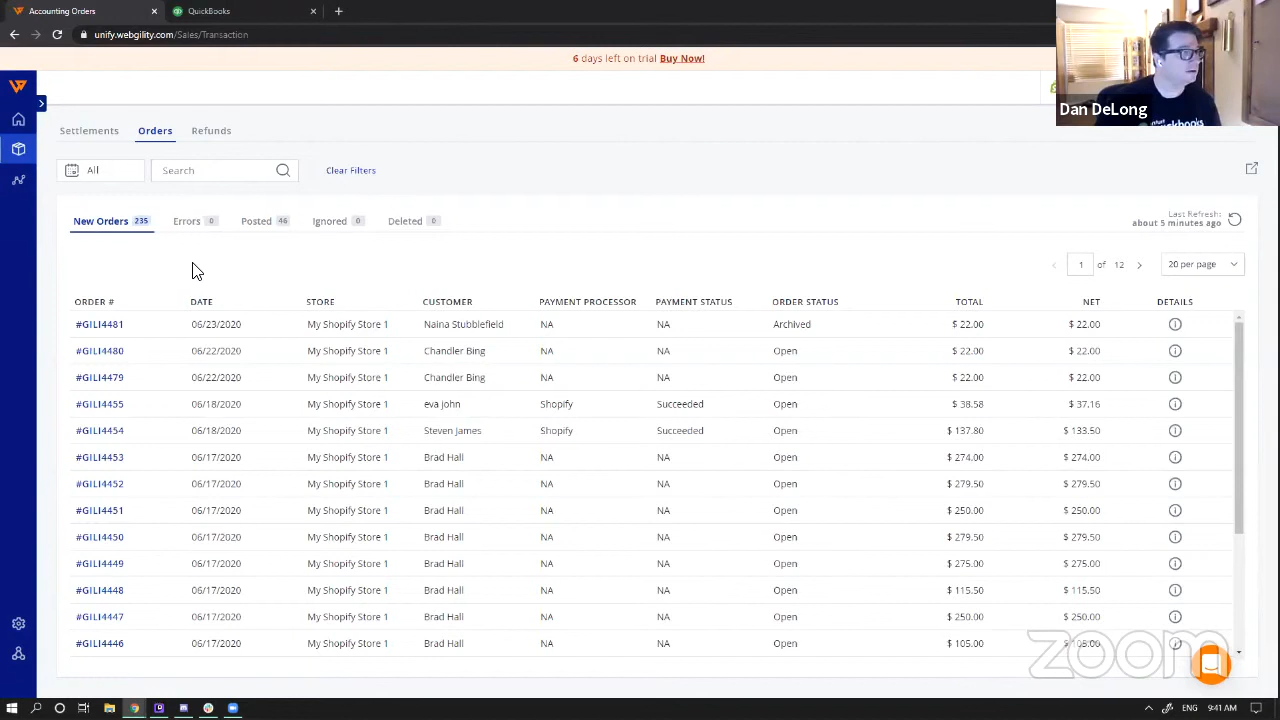 Accounting Orders
QuickBooks
unify.webgility.com/Sales/Transaction
6 days left on trial Buy Now!
Dan DeLong
Settlements Orders Refunds
All Search Clear Filters
New Orders 235 Errors 0 Posted 46 Ignored 0 Deleted 0
Last Refresh:
about 5 minutes ago
1 of 12 20 per page
ORDER # DATE STORE CUSTOMER PAYMENT PROCESSOR PAYMENT STATUS ORDER STATUS TOTAL NET DETAILS
#GILI4481 06/23/2020 My Shopify Store 1 Naina Stubblefield NA NA Archived $ 22.00 $ 22.00
#GILI4480 06/22/2020 My Shopify Store 1 Chandler Bing NA NA Open $ 22.00 $ 22.00
#GILI4479 06/22/2020 My Shopify Store 1 Chandler Bing NA NA Open $ 22.00 $ 22.00
#GILI4455 06/18/2020 My Shopify Store 1 eva john Shopify Succeeded Open $ 38.58 $ 37.16
#GILI4454 06/18/2020 My Shopify Store 1 Steven James Shopify Succeeded Open $ 137.80 $ 133.50
#GILI4453 06/17/2020 My Shopify Store 1 Brad Hall NA NA Open $ 274.00 $ 274.00
#GILI4452 06/17/2020 My Shopify Store 1 Brad Hall NA NA Open $ 279.50 $ 279.50
#GILI4451 06/17/2020 My Shopify Store 1 Brad Hall NA NA Open $ 250.00 $ 250.00
#GILI4450 06/17/2020 My Shopify Store 1 Brad Hall NA NA Open $ 279.50 $ 279.50
#GILI4449 06/17/2020 My Shopify Store 1 Brad Hall NA NA Open $ 275.00 $ 275.00
#GILI4448 06/17/2020 My Shopify Store 1 Brad Hall NA NA Open $ 115.50 $ 115.50
#GILI4447 06/17/2020 My Shopify Store 1 Brad Hall NA NA Open $ 250.00 $ 250.00
#GILI4446 06/17/2020 My Shopify Store 1 Brad Hall NA NA Open $ 105.00 $ 105.00
zoom
ENG 9:41 AM